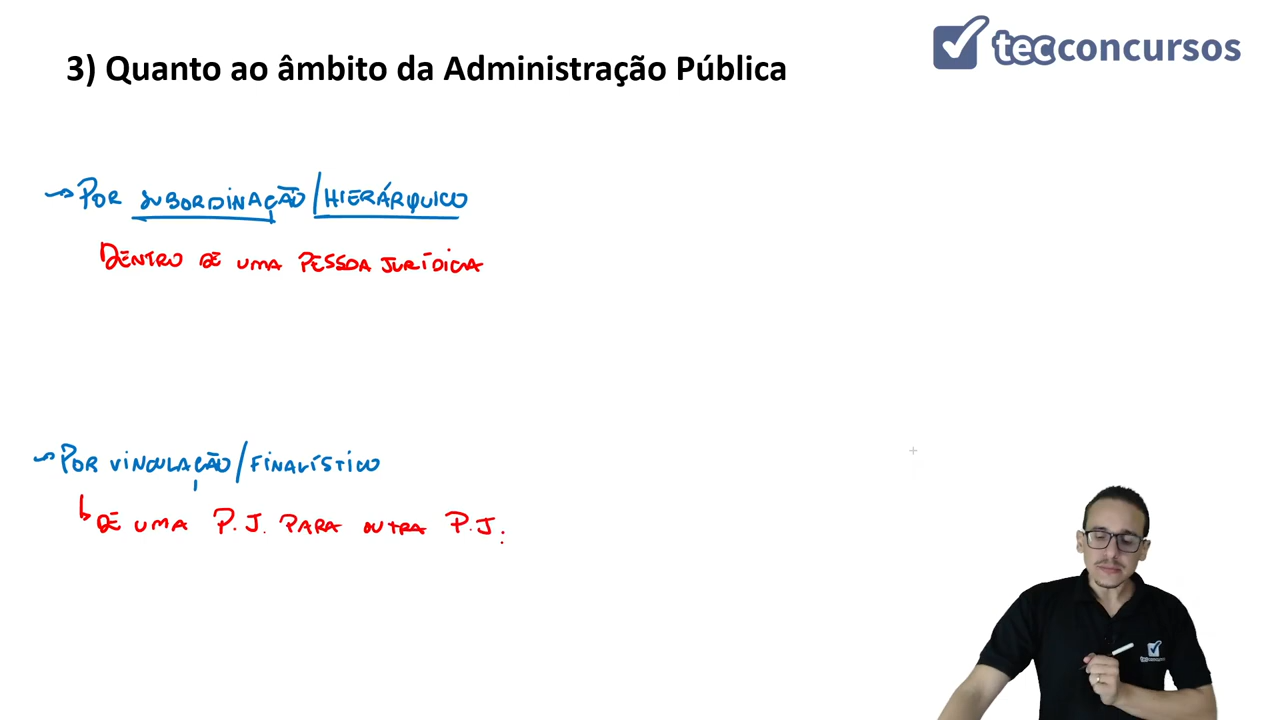 3) Quanto ao âmbito da Administração Pública
tecconcursos
→ POR SUBORDINAÇÃO/HIERÁRQUICO
DENTRO DE UMA PESSOA JURÍDICA
→ POR VINCULAÇÃO/FINALÍSTICO
↳ DE UMA P.J. PARA OUTRA P.J.